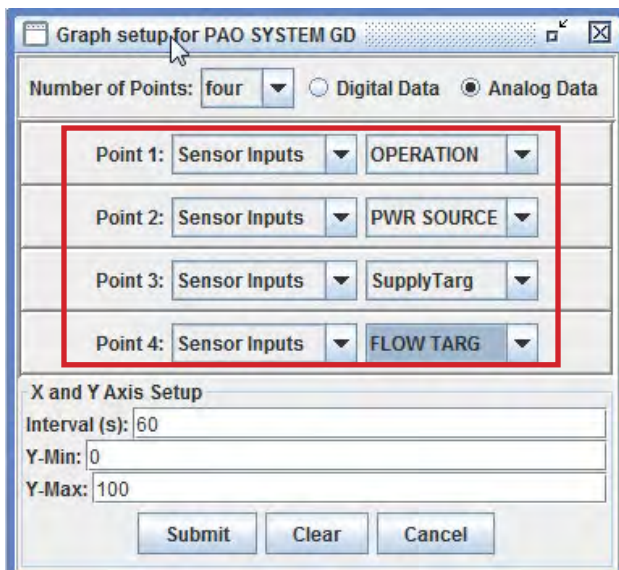 Graph setup for PAO SYSTEM GD
Number of Points: four Digital Data Analog Data
Point 1: Sensor Inputs OPERATION
Point 2: Sensor Inputs PWR SOURCE
Point 3: Sensor Inputs SupplyTarg
Point 4: Sensor Inputs FLOW TARG
X and Y Axis Setup
Interval (s): 60
Y-Min: 0
Y-Max: 100
Submit Clear Cancel